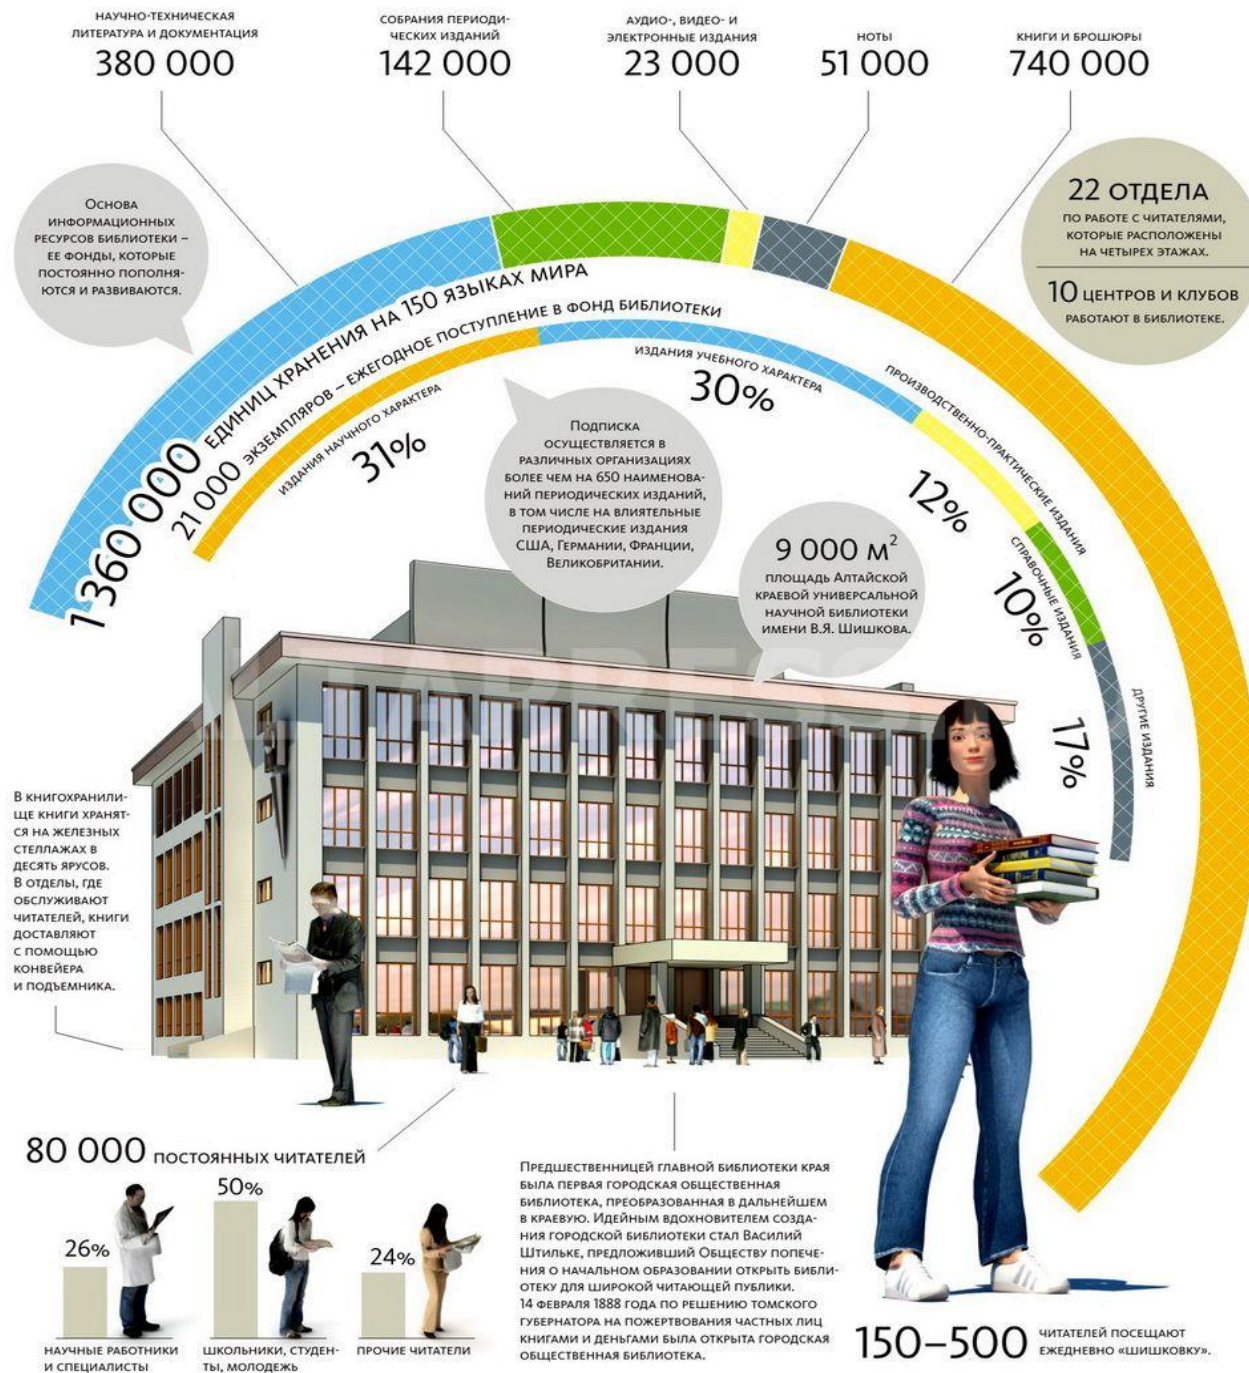 НАУЧНО-ТЕХНИЧЕСКАЯ
ЛИТЕРАТУРА И ДОКУМЕНТАЦИЯ
380 000
СОБРАНИЯ ПЕРИОДИ-
ЧЕСКИХ ИЗДАНИЙ
142 000
АУДИО-, ВИДЕО- И
ЭЛЕКТРОННЫЕ ИЗДАНИЯ
23 000
НОТЫ
51 000
КНИГИ И БРОШЮРЫ
740 000
ОСНОВА
ИНФОРМАЦИОННЫХ
РЕСУРСОВ БИБЛИОТЕКИ –
ЕЕ ФОНДЫ, КОТОРЫЕ
ПОСТОЯННО ПОПОЛНЯ-
ЮТСЯ И РАЗВИВАЮТСЯ.
22 ОТДЕЛА
ПО РАБОТЕ С ЧИТАТЕЛЯМИ,
КОТОРЫЕ РАСПОЛОЖЕНЫ
НА ЧЕТЫРЕХ ЭТАЖАХ.
10 ЦЕНТРОВ И КЛУБОВ
РАБОТАЮТ В БИБЛИОТЕКЕ.
1 360 000 ЕДИНИЦ ХРАНЕНИЯ НА 150 ЯЗЫКАХ МИРА
21 000 ЭКЗЕМПЛЯРОВ – ЕЖЕГОДНОЕ ПОСТУПЛЕНИЕ В ФОНД БИБЛИОТЕКИ
ИЗДАНИЯ НАУЧНОГО ХАРАКТЕРА
31%
ИЗДАНИЯ УЧЕБНОГО ХАРАКТЕРА
30%
ПРОИЗВОДСТВЕННО-ПРАКТИЧЕСКИЕ ИЗДАНИЯ
12%
СПРАВОЧНЫЕ ИЗДАНИЯ
10%
ДРУГИЕ ИЗДАНИЯ
17%
ПОДПИСКА
ОСУЩЕСТВЛЯЕТСЯ В
РАЗЛИЧНЫХ ОРГАНИЗАЦИЯХ
БОЛЕЕ ЧЕМ НА 650 НАИМЕНОВА-
НИЙ ПЕРИОДИЧЕСКИХ ИЗДАНИЙ,
В ТОМ ЧИСЛЕ НА ВЛИЯТЕЛЬНЫЕ
ПЕРИОДИЧЕСКИЕ ИЗДАНИЯ
США, ГЕРМАНИИ, ФРАНЦИИ,
ВЕЛИКОБРИТАНИИ.
9 000 М²
ПЛОЩАДЬ АЛТАЙСКОЙ
КРАЕВОЙ УНИВЕРСАЛЬНОЙ
НАУЧНОЙ БИБЛИОТЕКИ
ИМЕНИ В.Я. ШИШКОВА.
В КНИГОХРАНИЛИ-
ЩЕ КНИГИ ХРАНЯТ-
СЯ НА ЖЕЛЕЗНЫХ
СТЕЛЛАЖАХ В
ДЕСЯТЬ ЯРУСОВ.
В ОТДЕЛЫ, ГДЕ
ОБСЛУЖИВАЮТ
ЧИТАТЕЛЕЙ, КНИГИ
ДОСТАВЛЯЮТ
С ПОМОЩЬЮ
КОНВЕЙЕРА
И ПОДЪЕМНИКА.
80 000 ПОСТОЯННЫХ ЧИТАТЕЛЕЙ
26%
НАУЧНЫЕ РАБОТНИКИ
И СПЕЦИАЛИСТЫ
50%
ШКОЛЬНИКИ, СТУДЕН-
ТЫ, МОЛОДЕЖЬ
24%
ПРОЧИЕ ЧИТАТЕЛИ
ПРЕДШЕСТВЕННИЦЕЙ ГЛАВНОЙ БИБЛИОТЕКИ КРАЯ
БЫЛА ПЕРВАЯ ГОРОДСКАЯ ОБЩЕСТВЕННАЯ
БИБЛИОТЕКА, ПРЕОБРАЗОВАННАЯ В ДАЛЬНЕЙШЕМ
В КРАЕВУЮ. ИДЕЙНЫМ ВДОХНОВИТЕЛЕМ СОЗДА-
НИЯ ГОРОДСКОЙ БИБЛИОТЕКИ СТАЛ ВАСИЛИЙ
ШТИЛЬКЕ, ПРЕДЛОЖИВШИЙ ОБЩЕСТВУ ПОПЕЧЕ-
НИЯ О НАЧАЛЬНОМ ОБРАЗОВАНИИ ОТКРЫТЬ БИБЛИ-
ОТЕКУ ДЛЯ ШИРОКОЙ ЧИТАЮЩЕЙ ПУБЛИКИ.
14 ФЕВРАЛЯ 1888 ГОДА ПО РЕШЕНИЮ ТОМСКОГО
ГУБЕРНАТОРА НА ПОЖЕРТВОВАНИЯ ЧАСТНЫХ ЛИЦ
КНИГАМИ И ДЕНЬГАМИ БЫЛА ОТКРЫТА ГОРОДСКАЯ
ОБЩЕСТВЕННАЯ БИБЛИОТЕКА.
150–500 ЧИТАТЕЛЕЙ ПОСЕЩАЮТ
ЕЖЕДНЕВНО «ШИШКОВКУ».